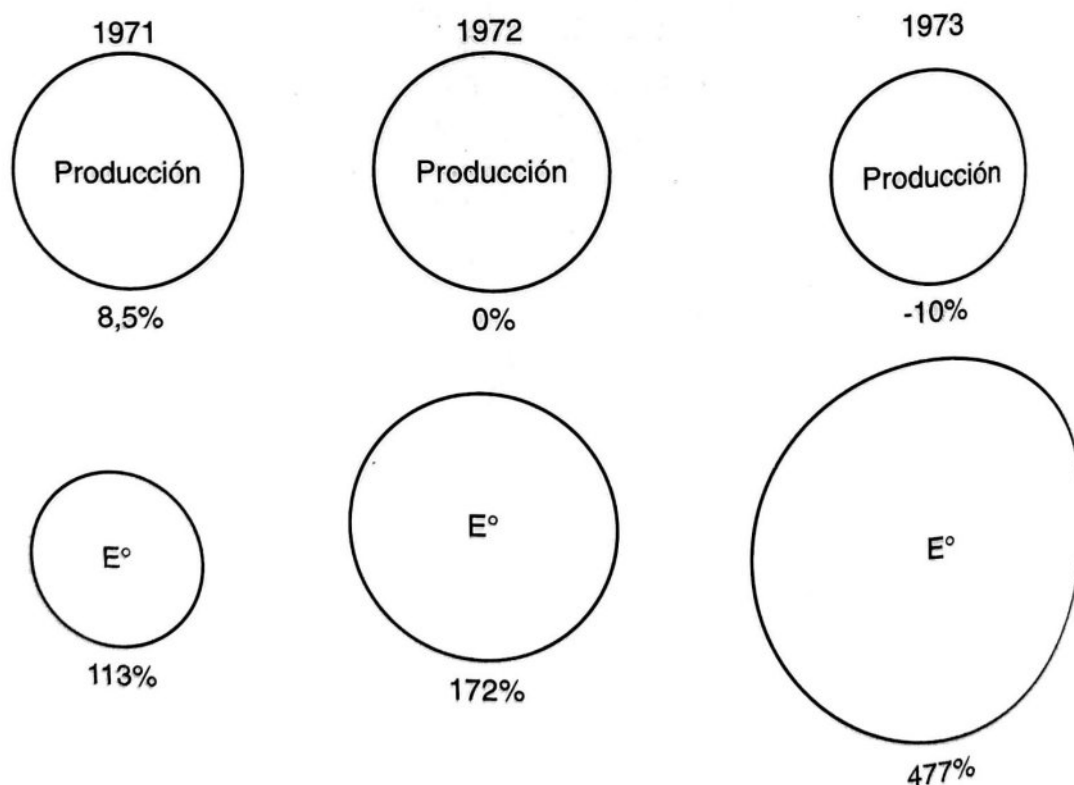 1971
1972
1973
Producción
Producción
Producción
8,5%
0%
-10%
E°
E°
E°
113%
172%
477%